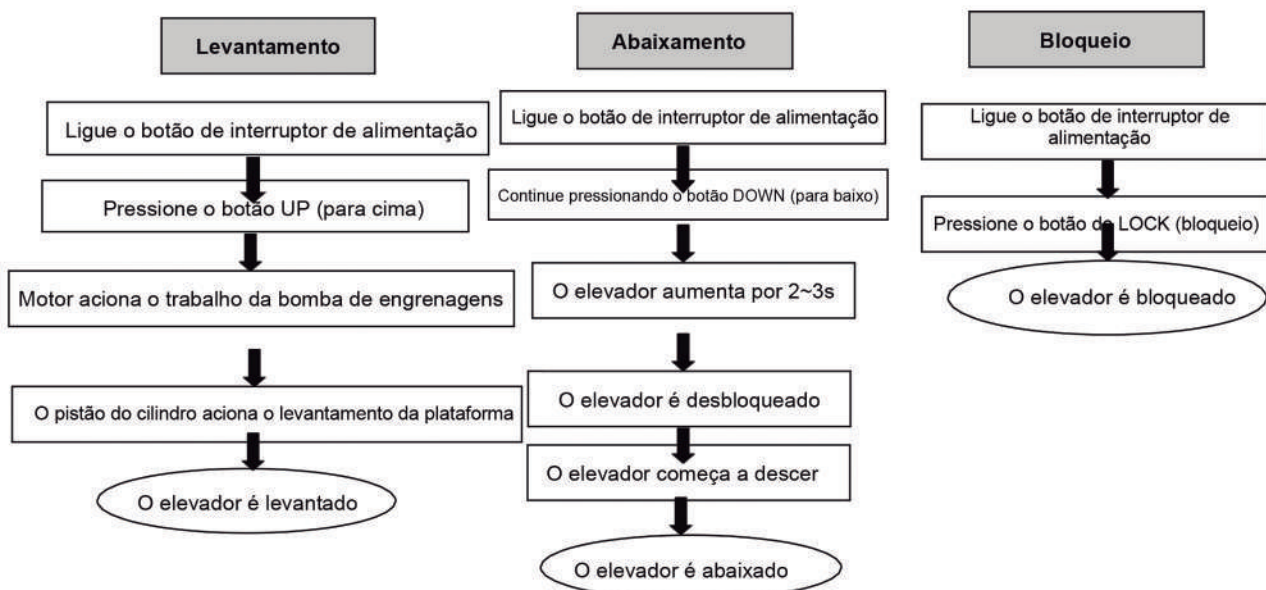 Levantamento
Ligue o botão de interruptor de alimentação
Pressione o botão UP (para cima)
Motor aciona o trabalho da bomba de engrenagens
O pistão do cilindro aciona o levantamento da plataforma
O elevador é levantado
Abaixamento
Ligue o botão de interruptor de alimentação
Continue pressionando o botão DOWN (para baixo)
O elevador aumenta por 2~3s
O elevador é desbloqueado
O elevador começa a descer
O elevador é abaixado
Bloqueio
Ligue o botão de interruptor de
alimentação
Pressione o botão de LOCK (bloqueio)
O elevador é bloqueado